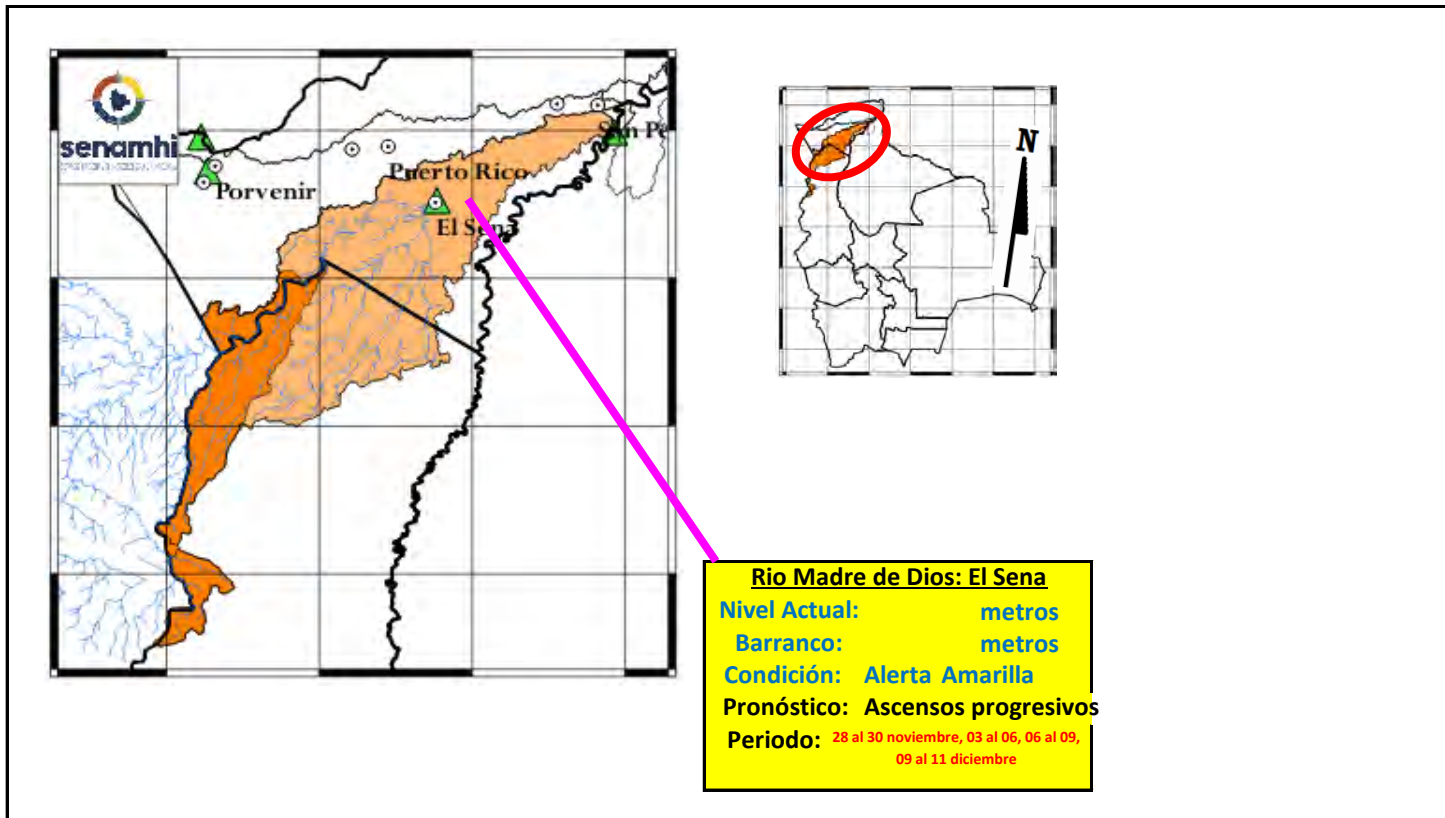 senamhi
San Pe
Puerto Rico
Porvenir
El Sena
N
Rio Madre de Dios: El Sena
Nivel Actual: metros
Barranco: metros
Condición: Alerta Amarilla
Pronóstico: Ascensos progresivos
Periodo: 28 al 30 noviembre, 03 al 06, 06 al 09,
09 al 11 diciembre